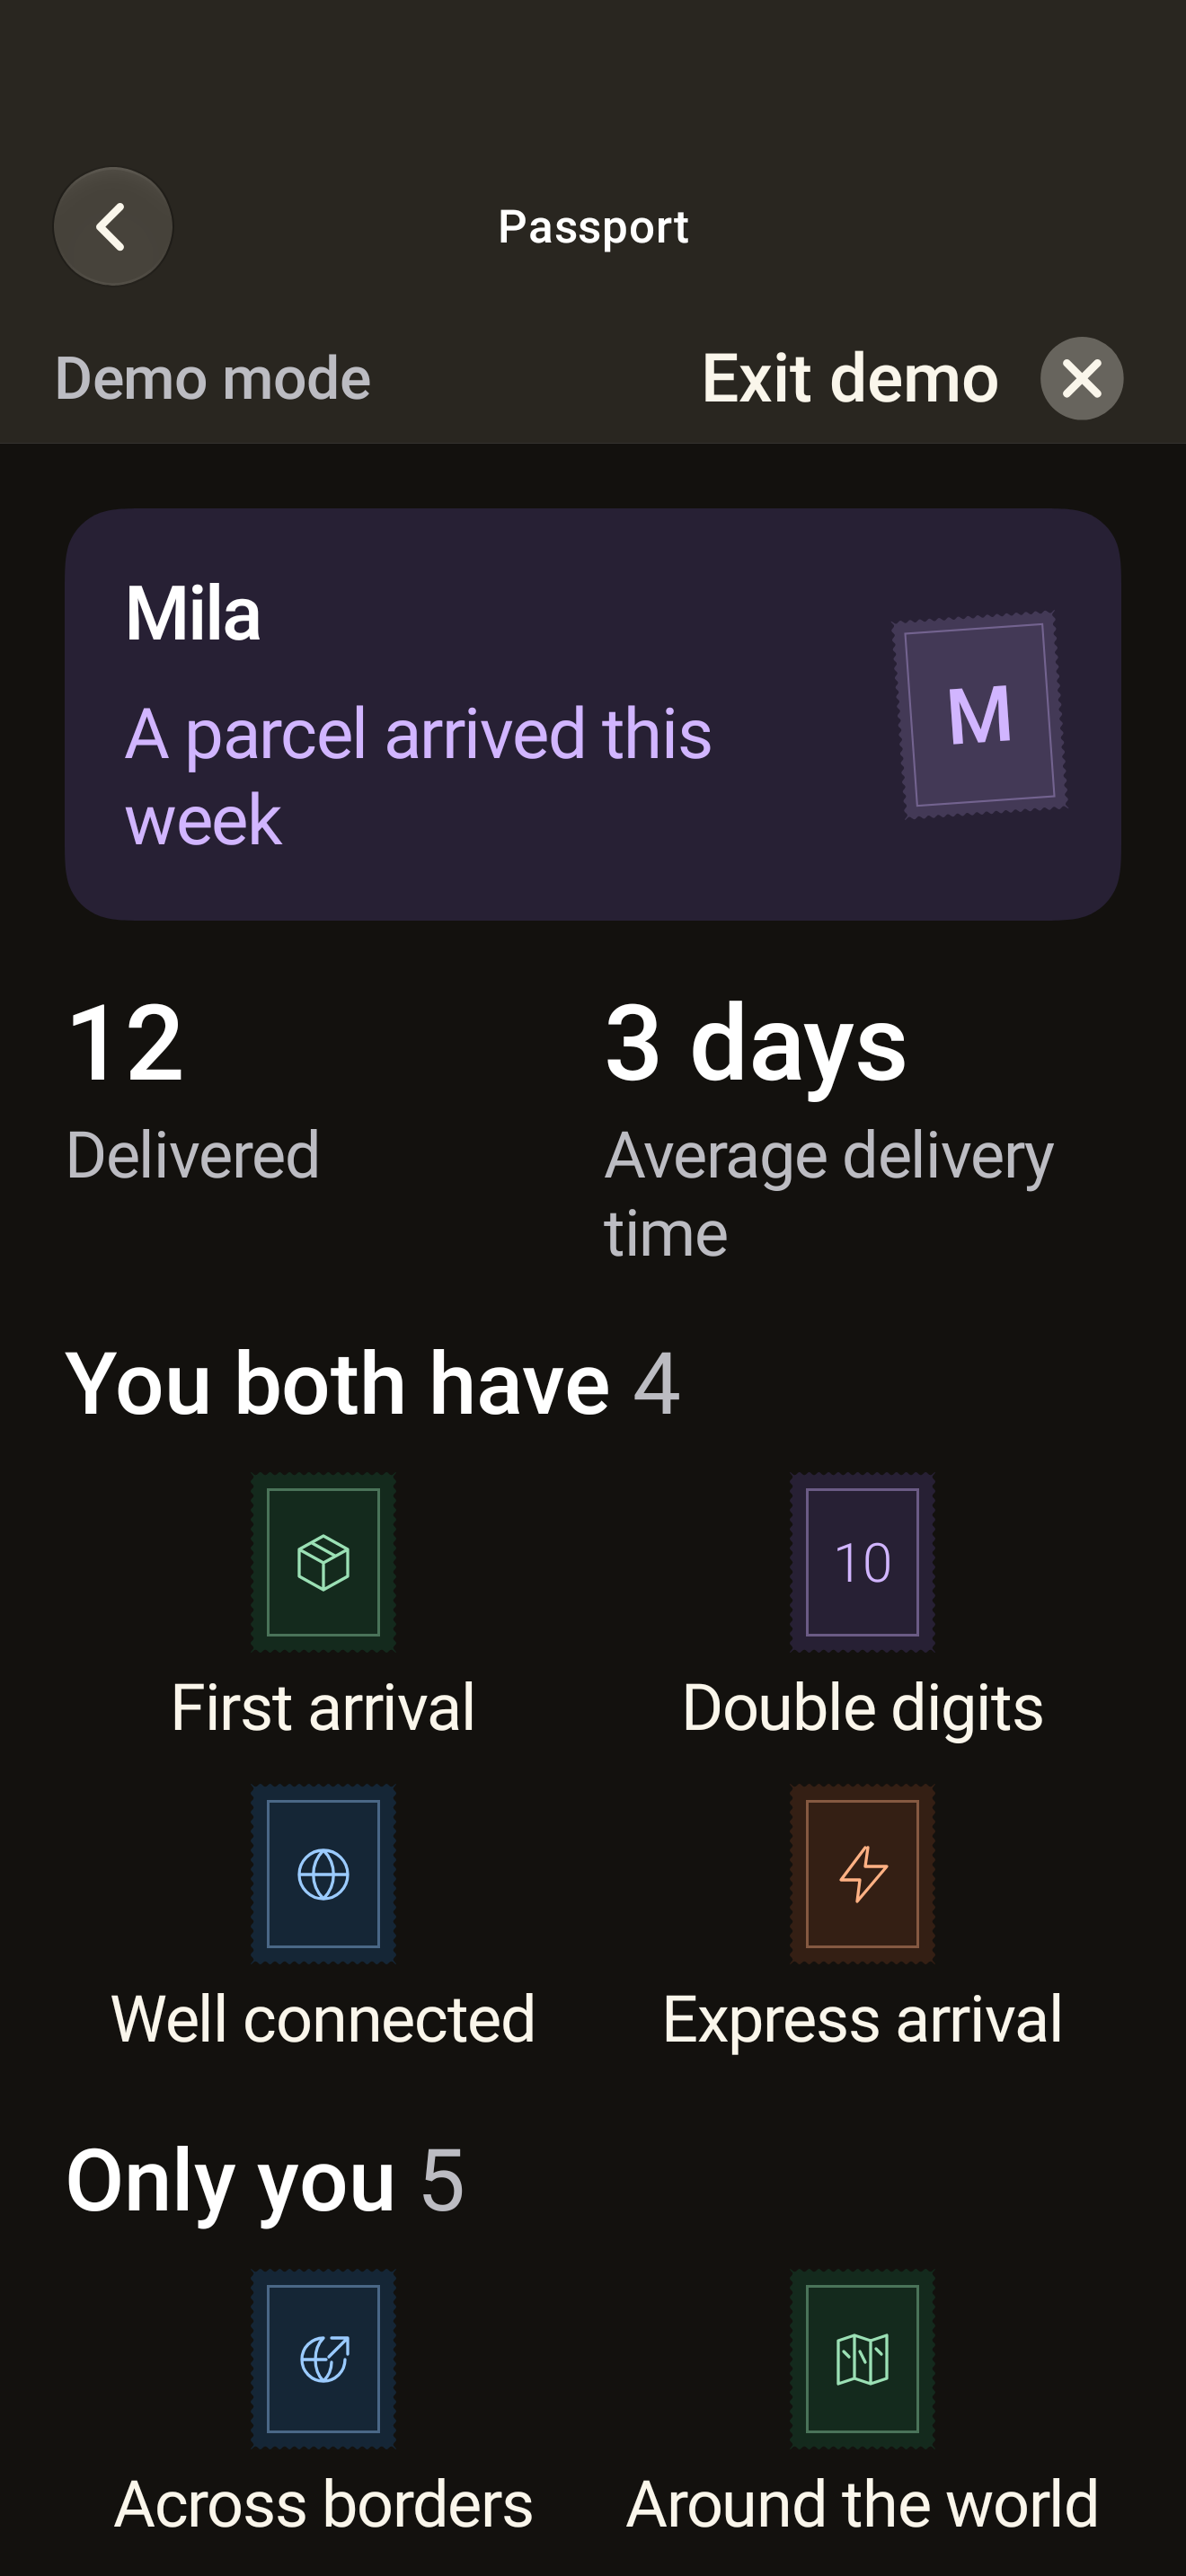 Passport
Demo mode
Exit demo
Mila
A parcel arrived this
week
M
12
3 days
Delivered
Average delivery
time
You both have 4
10
First arrival
Double digits
Well connected
Express arrival
Only you 5
Across borders
Around the world